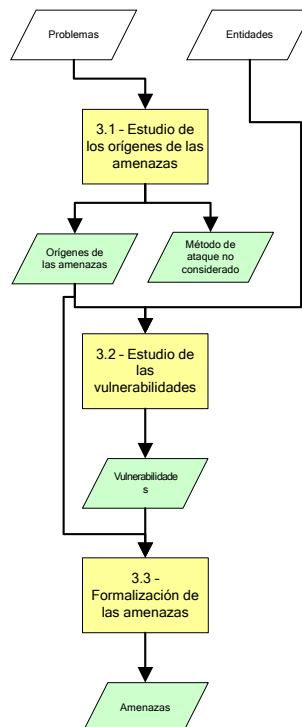 Problemas
Entidades
3.1 - Estudio de
los orígenes de las
amenazas
Orígenes de
las amenazas
Método de
ataque no
considerado
3.2 - Estudio de
las
vulnerabilidades
Vulnerabilidade
s
3.3 -
Formalización de
las amenazas
Amenazas